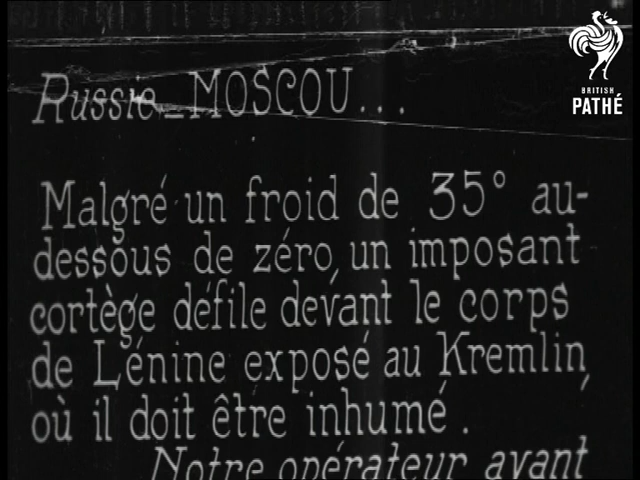 BRITISH
PATHÉ
Russie_MOSCOU...
Malgré un froid de 35° au-
dessous de zéro, un imposant
cortège défile devant le corps
de Lénine exposé au Kremlin,
où il doit être inhumé.
Notre opérateur ayant